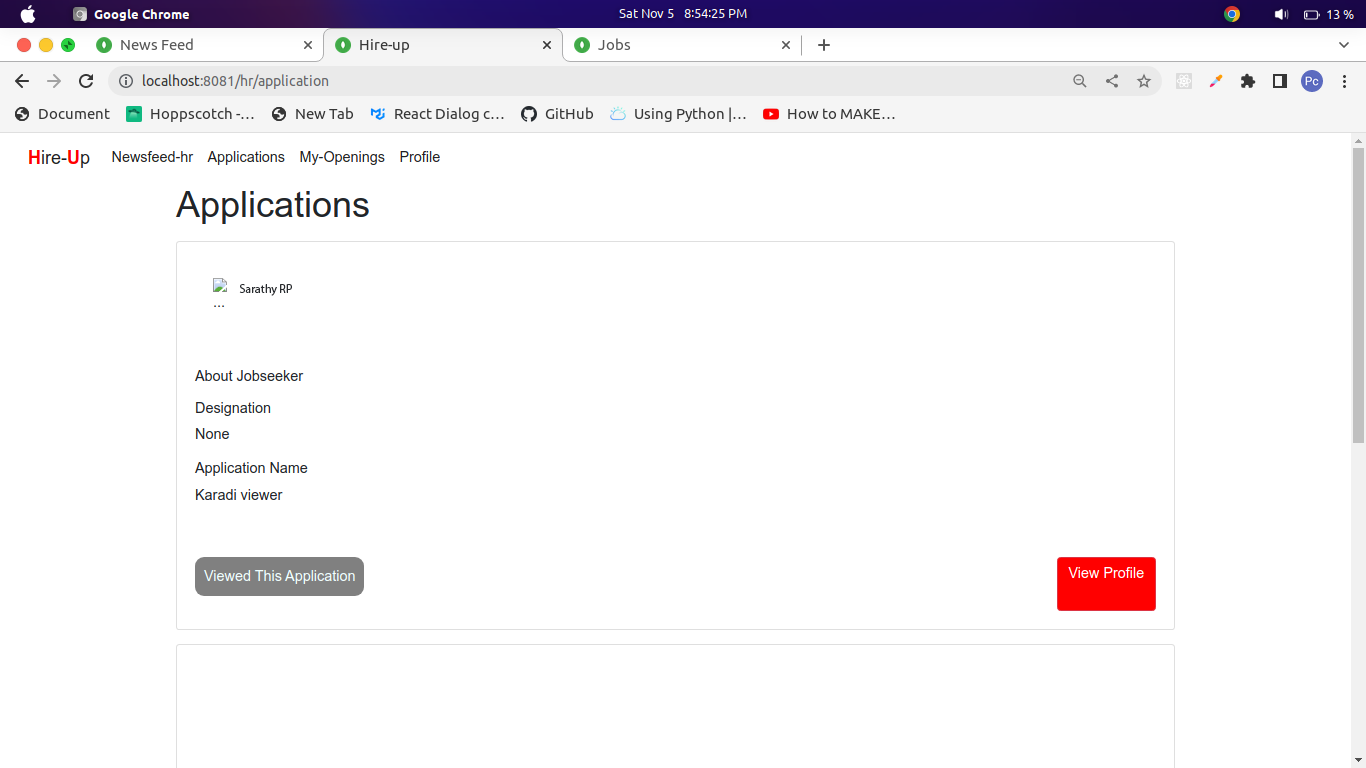 Google Chrome
Sat Nov 5 8:54:25 PM
13 %
News Feed
Hire-up
Jobs
localhost:8081/hr/application
Pc
Document
Hoppscotch -...
New Tab
React Dialog c...
GitHub
Using Python |...
How to MAKE...
Hire-Up
Newsfeed-hr
Applications
My-Openings
Profile
Applications
Sarathy RP
...
About Jobseeker
Designation
None
Application Name
Karadi viewer
Viewed This Application
View Profile